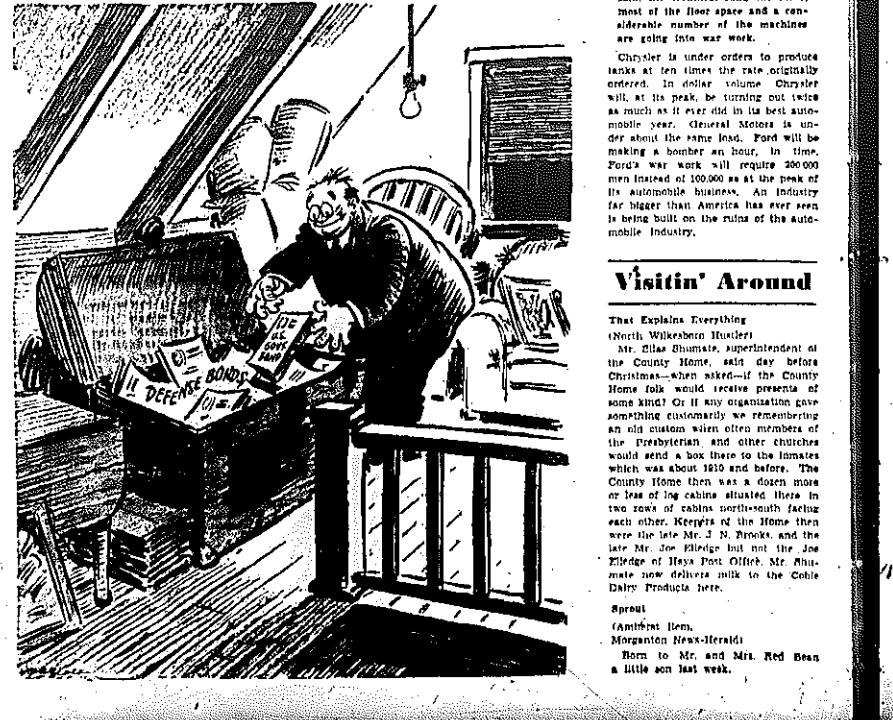 most of the floor space and a con-
siderable number of the machines
are going into war work.
Chrysler is under orders to produce
tanks at ten times the rate originally
ordered. In dollar volume Chrysler
will, at its peak, be turning out twice
as much as it ever did in its best auto-
mobile year. General Motors is un-
der about the same load. Ford will be
making a bomber an hour, in time.
Ford's war work will require 200 000
men instead of 100,000 as at the peak of
its automobile business. An industry
far bigger than America has ever seen
is being built on the ruins of the auto-
mobile industry.
Visitin' Around
That Explains Everything
(North Wilkesboro Hustler)
Mr. Silas Shumate, superintendent of
the County Home, said day before
Christmas—when asked—if the County
Home folk would receive presents of
some kind? Or if any organization gave
something customarily we remembering
an old custom when often members of
the Presbyterian and other churches
would send a box there to the inmates
which was about 1910 and before. The
County Home then was a dozen more
or less of log cabins situated there in
two rows of cabins north-south facing
each other. Keepers of the Home then
were the late Mr. J. N. Brooks, and the
late Mr. Joe Elledge but not the Joe
Elledge of Hays Post Office. Mr. Shu-
mate now delivers milk to the Coble
Dairy Products here.
Sprout
(Amherst Item,
Morganton News-Herald)
Born to Mr. and Mrs. Red Bean
a little son last week.
U.S.
GOVT.
BOND
DEFENSE BONDS